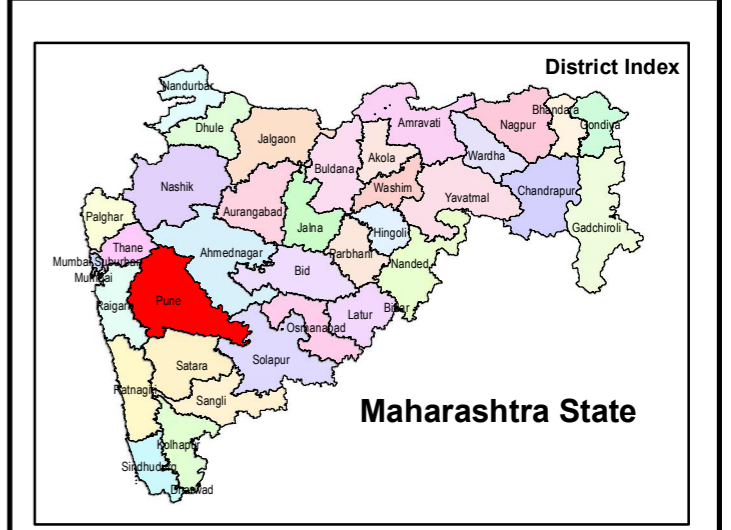 District Index
Nandurbar
Bhandara
Dhule
Jalgaon
Amravati
Nagpur
Gondiya
Buldana
Akola
Wardha
Nashik
Washim
Yavatmal
Chandrapur
Aurangabad
Palghar
Jalna
Hingoli
Gadchiroli
Thane
Ahmednagar
Parbhani
Mumbai Suburban
Nanded
Mumbai
Bid
Raigarh
Pune
Latur
Bidar
Osmanabad
Solapur
Satara
Ratnagiri
Sangli
Maharashtra State
Kolhapur
Sindhudurg
Dharwad